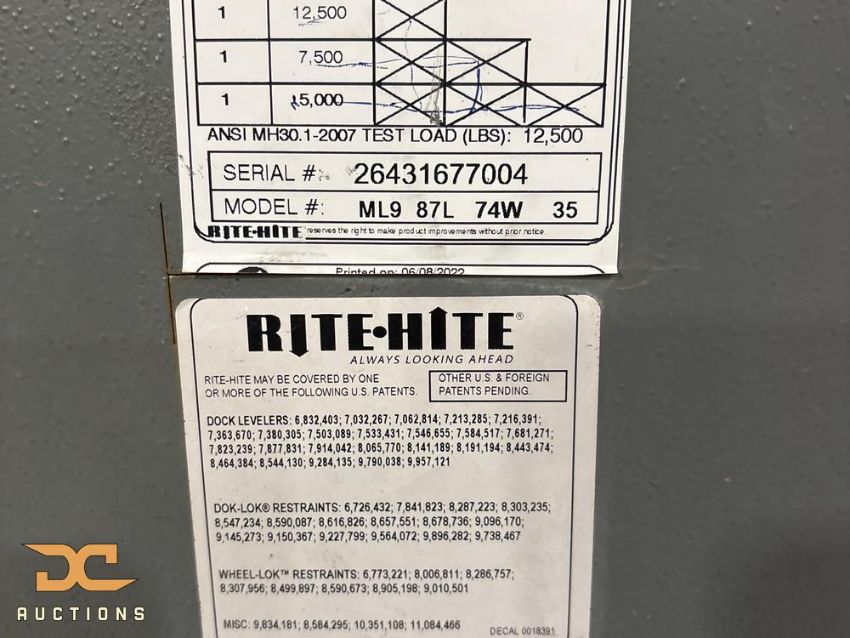 1 12,500
1 7,500
1 15,000
ANSI MH30.1-2007 TEST LOAD (LBS): 12,500
SERIAL #: 26431677004
MODEL #: ML9 87L 74W 35
RITE-HITE reserves the right to make product improvements without prior notice.
Printed on: 06/08/2022
RITE•HITE®
ALWAYS LOOKING AHEAD
RITE-HITE MAY BE COVERED BY ONE
OR MORE OF THE FOLLOWING U.S. PATENTS.
OTHER U.S. & FOREIGN
PATENTS PENDING.
DOCK LEVELERS: 6,832,403; 7,032,267; 7,062,814; 7,213,285; 7,216,391;
7,363,670; 7,380,305; 7,503,089; 7,533,431; 7,546,655; 7,584,517; 7,681,271;
7,823,239; 7,877,831; 7,914,042; 8,065,770; 8,141,189; 8,191,194; 8,443,474;
8,464,384; 8,544,130; 9,284,135; 9,790,038; 9,957,121
DOK-LOK® RESTRAINTS: 6,726,432; 7,841,823; 8,287,223; 8,303,235;
8,547,234; 8,590,087; 8,616,826; 8,657,551; 8,678,736; 9,096,170;
9,145,273; 9,150,367; 9,227,799; 9,564,072; 9,896,282; 9,738,467
WHEEL-LOK™ RESTRAINTS: 6,773,221; 8,006,811; 8,286,757;
8,307,956; 8,499,897; 8,590,673; 8,905,198; 9,010,501
MISC: 9,834,181; 8,584,295; 10,351,108; 11,084,466
DECAL 0018391
DC
AUCTIONS